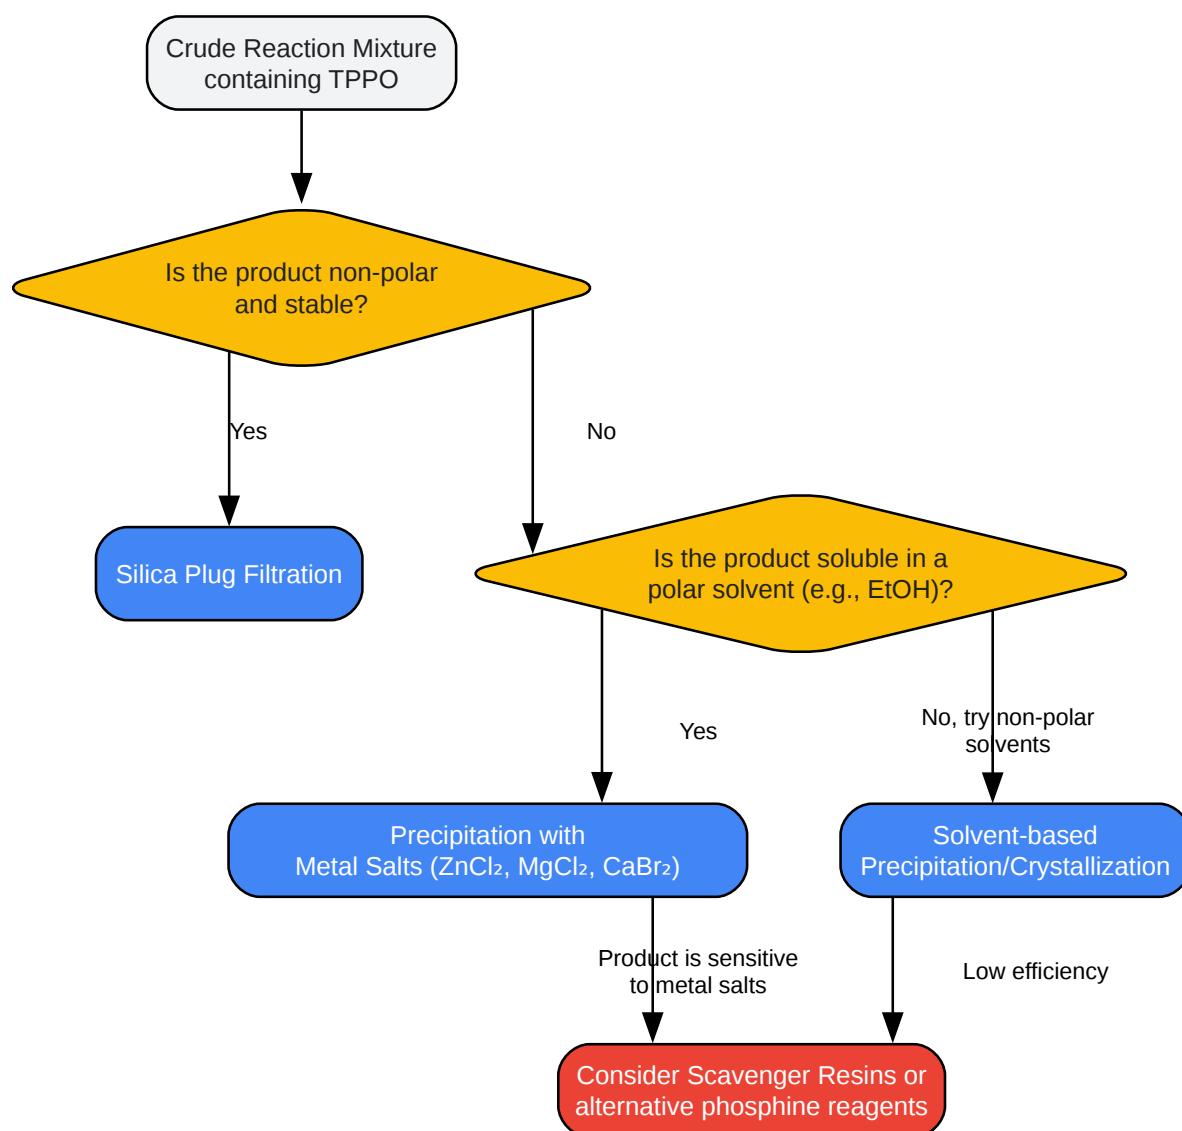 Crude Reaction Mixture
containing TPPO
Is the product non-polar
and stable?
Yes
No
Silica Plug Filtration
Is the product soluble in a
polar solvent (e.g., EtOH)?
Yes
No, try non-polar
solvents
Precipitation with
Metal Salts (ZnCl₂, MgCl₂, CaBr₂)
Solvent-based
Precipitation/Crystallization
Product is sensitive
to metal salts
Low efficiency
Consider Scavenger Resins or
alternative phosphine reagents